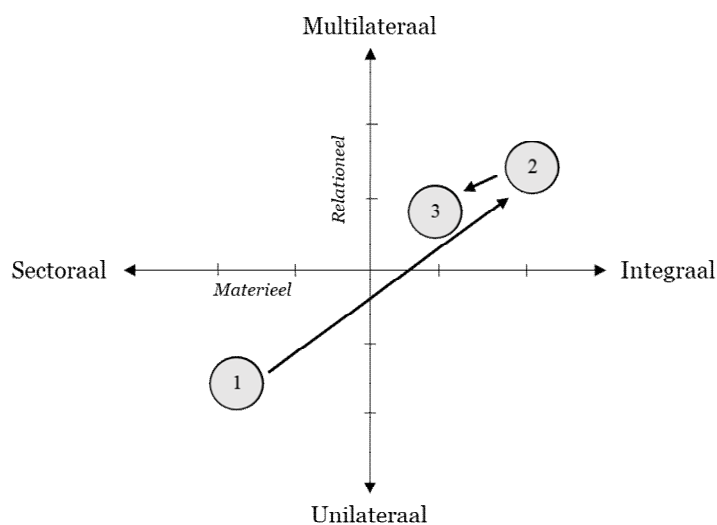 Multilateraal
Relationeel
2
3
Sectoraal
Integraal
Materieel
1
Unilateraal